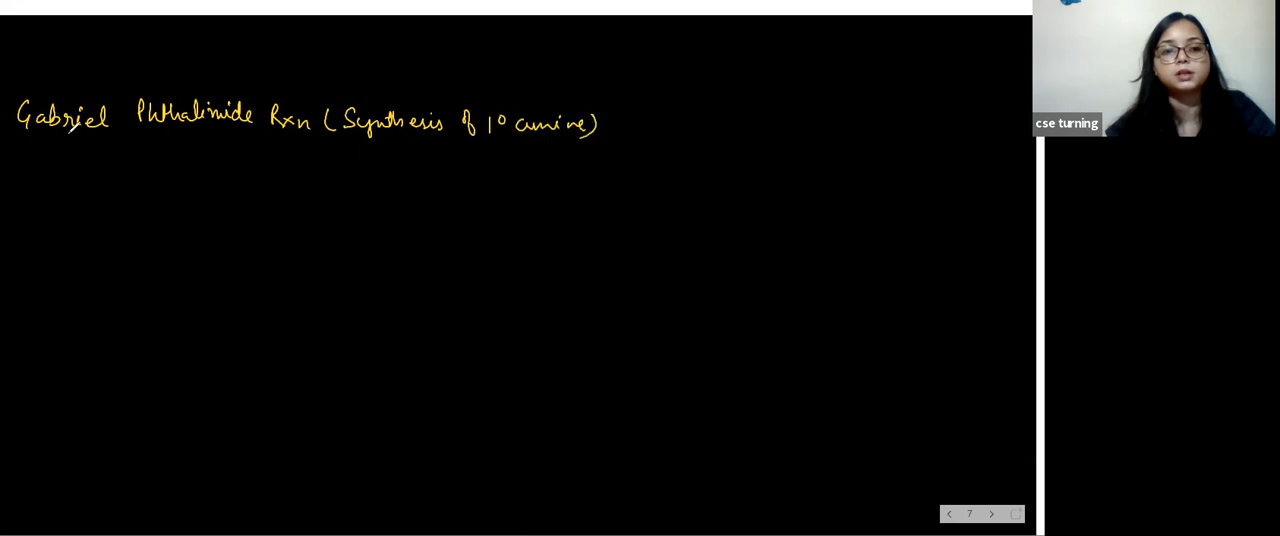 Gabriel Phthalimide Rxn (Synthesis of 1° amine)
cse turning
7